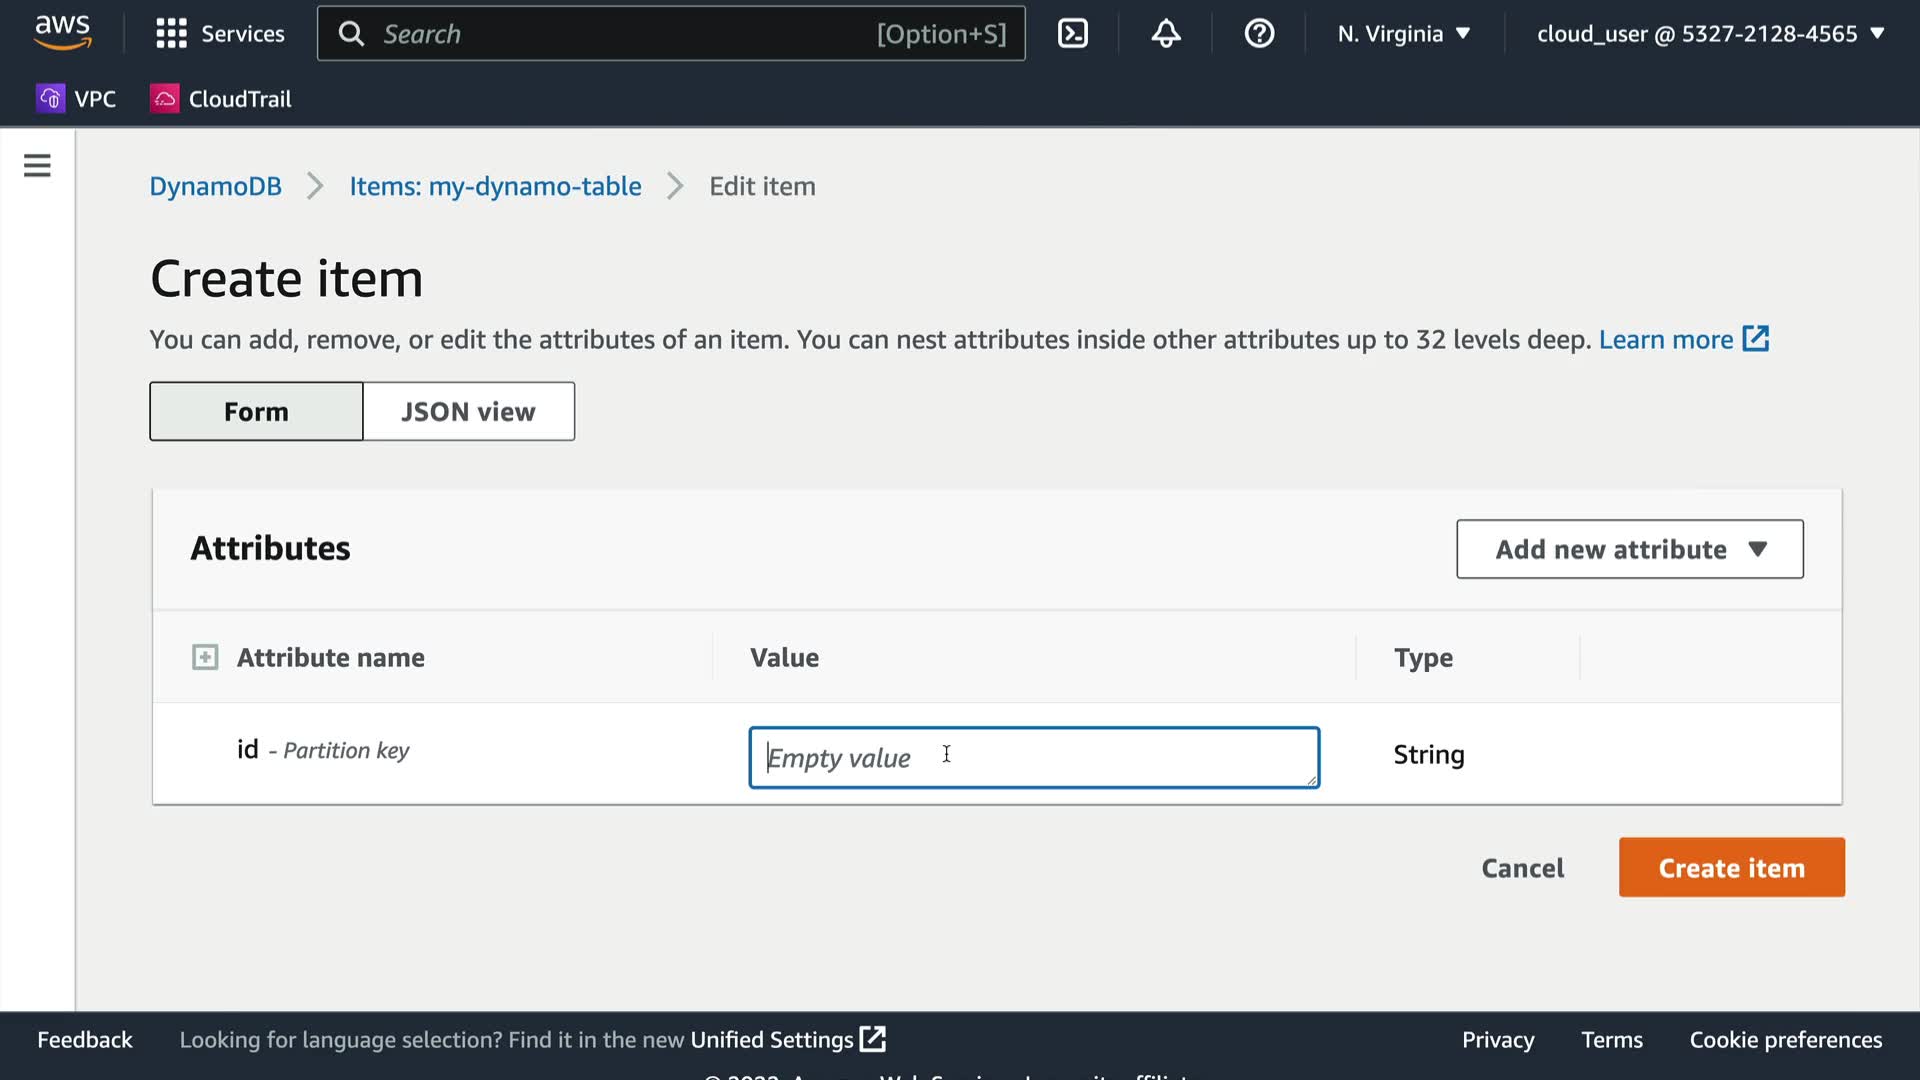 aws Services Search [Option+S] N. Virginia ▼ cloud_user @ 5327-2128-4565 ▼
VPC CloudTrail
DynamoDB > Items: my-dynamo-table > Edit item
Create item
You can add, remove, or edit the attributes of an item. You can nest attributes inside other attributes up to 32 levels deep. Learn more
Form JSON view
Attributes Add new attribute ▼
Attribute name Value Type
id - Partition key Empty value String
Cancel Create item
Feedback Looking for language selection? Find it in the new Unified Settings Privacy Terms Cookie preferences